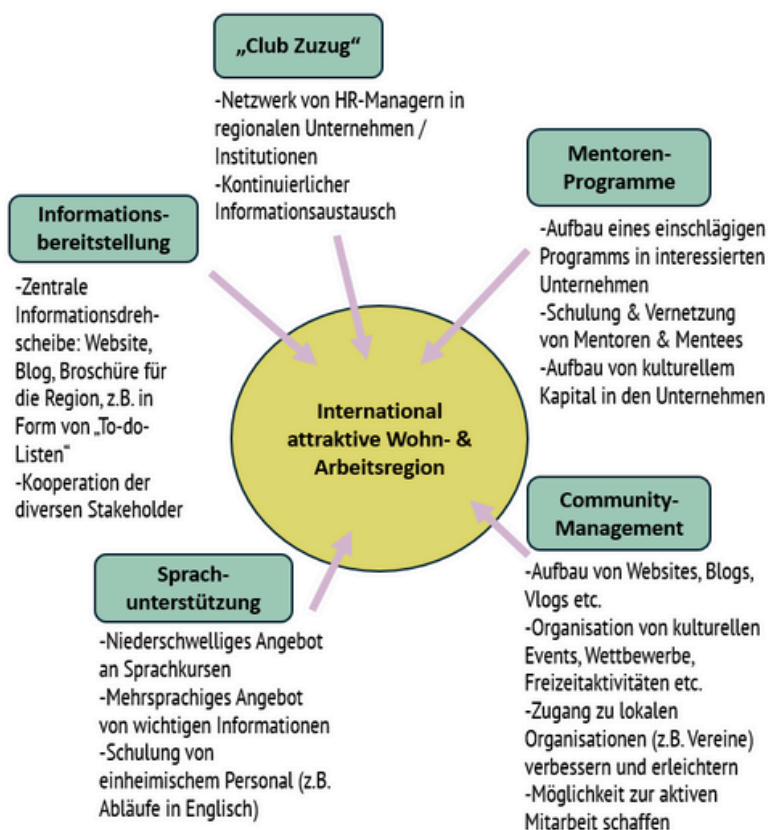 „Club Zuzug“
-Netzwerk von HR-Managern in
regionalen Unternehmen /
Institutionen
-Kontinuierlicher
Informationsaustausch
Mentoren-
Programme
-Aufbau eines einschlägigen
Programms in interessierten
Unternehmen
-Schulung & Vernetzung
von Mentoren & Mentees
-Aufbau von kulturellem
Kapital in den Unternehmen
Informations-
bereitstellung
-Zentrale
Informationsdreh-
scheibe: Website,
Blog, Broschüre für
die Region, z.B. in
Form von „To-do-
Listen“
-Kooperation der
diversen Stakeholder
International
attraktive Wohn- &
Arbeitsregion
Community-
Management
-Aufbau von Websites, Blogs,
Vlogs etc.
-Organisation von kulturellen
Events, Wettbewerbe,
Freizeitaktivitäten etc.
-Zugang zu lokalen
Organisationen (z.B. Vereine)
verbessern und erleichtern
-Möglichkeit zur aktiven
Mitarbeit schaffen
Sprach-
unterstützung
-Niederschwelliges Angebot
an Sprachkursen
-Mehrsprachiges Angebot
von wichtigen Informationen
-Schulung von
einheimischem Personal (z.B.
Abläufe in Englisch)